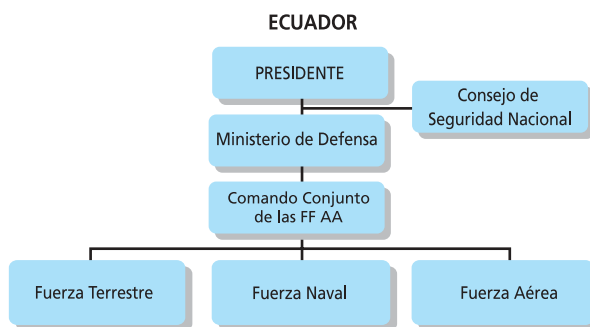 ECUADOR
PRESIDENTE
Consejo de
Seguridad Nacional
Ministerio de Defensa
Comando Conjunto
de las FF AA
Fuerza Terrestre
Fuerza Naval
Fuerza Aérea